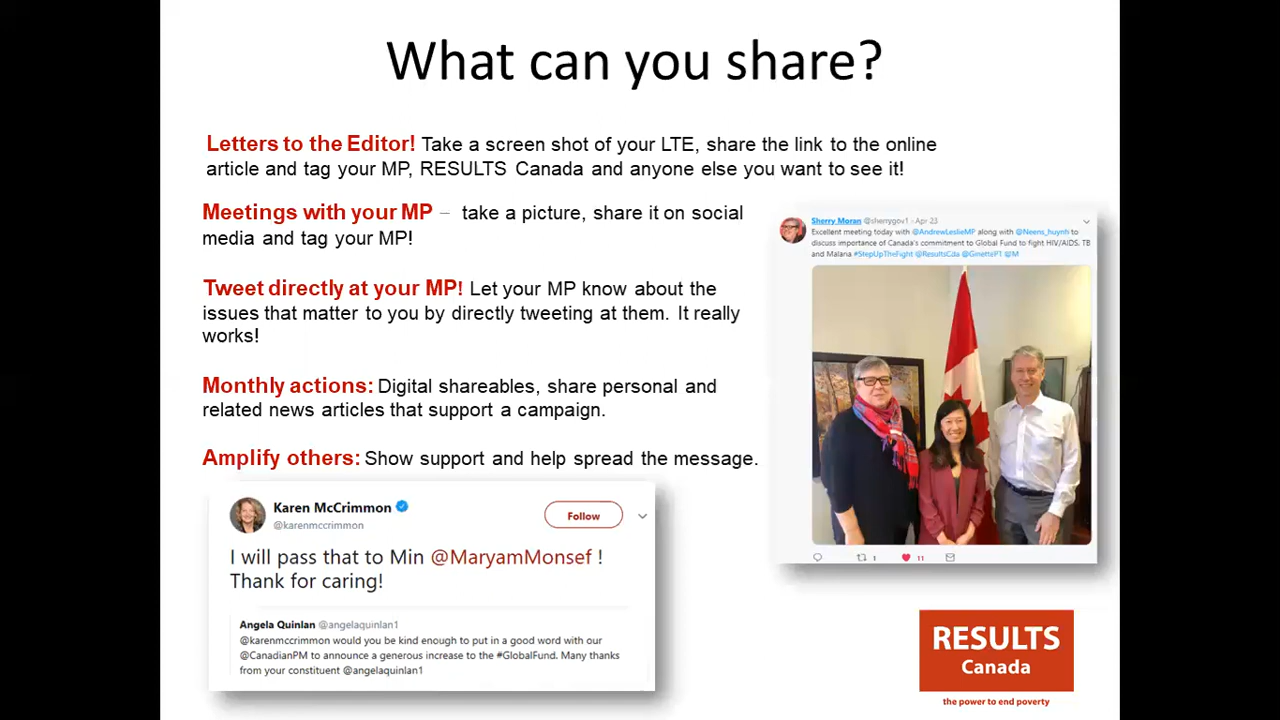 What can you share?
Letters to the Editor! Take a screen shot of your LTE, share the link to the online
article and tag your MP, RESULTS Canada and anyone else you want to see it!
Meetings with your MP – take a picture, share it on social
media and tag your MP!
Tweet directly at your MP! Let your MP know about the
issues that matter to you by directly tweeting at them. It really
works!
Monthly actions: Digital shareables, share personal and
related news articles that support a campaign.
Amplify others: Show support and help spread the message.
Sherry Moran @sherrygov1 · Apr 23
Excellent meeting today with @AndrewLeslieMP along with @Neens_huynh to
discuss importance of Canada's commitment to Global Fund to fight HIV/AIDS, TB
and Malaria #StepUpTheFight @ResultsCda @GinettePT @M
1 11
Karen McCrimmon
@karenmccrimmon
Follow
I will pass that to Min @MaryamMonsef !
Thank for caring!
Angela Quinlan @angelaquinlan1
@karenmccrimmon would you be kind enough to put in a good word with our
@CanadianPM to announce a generous increase to the #GlobalFund. Many thanks
from your constituent @angelaquinlan1
RESULTS
Canada
the power to end poverty